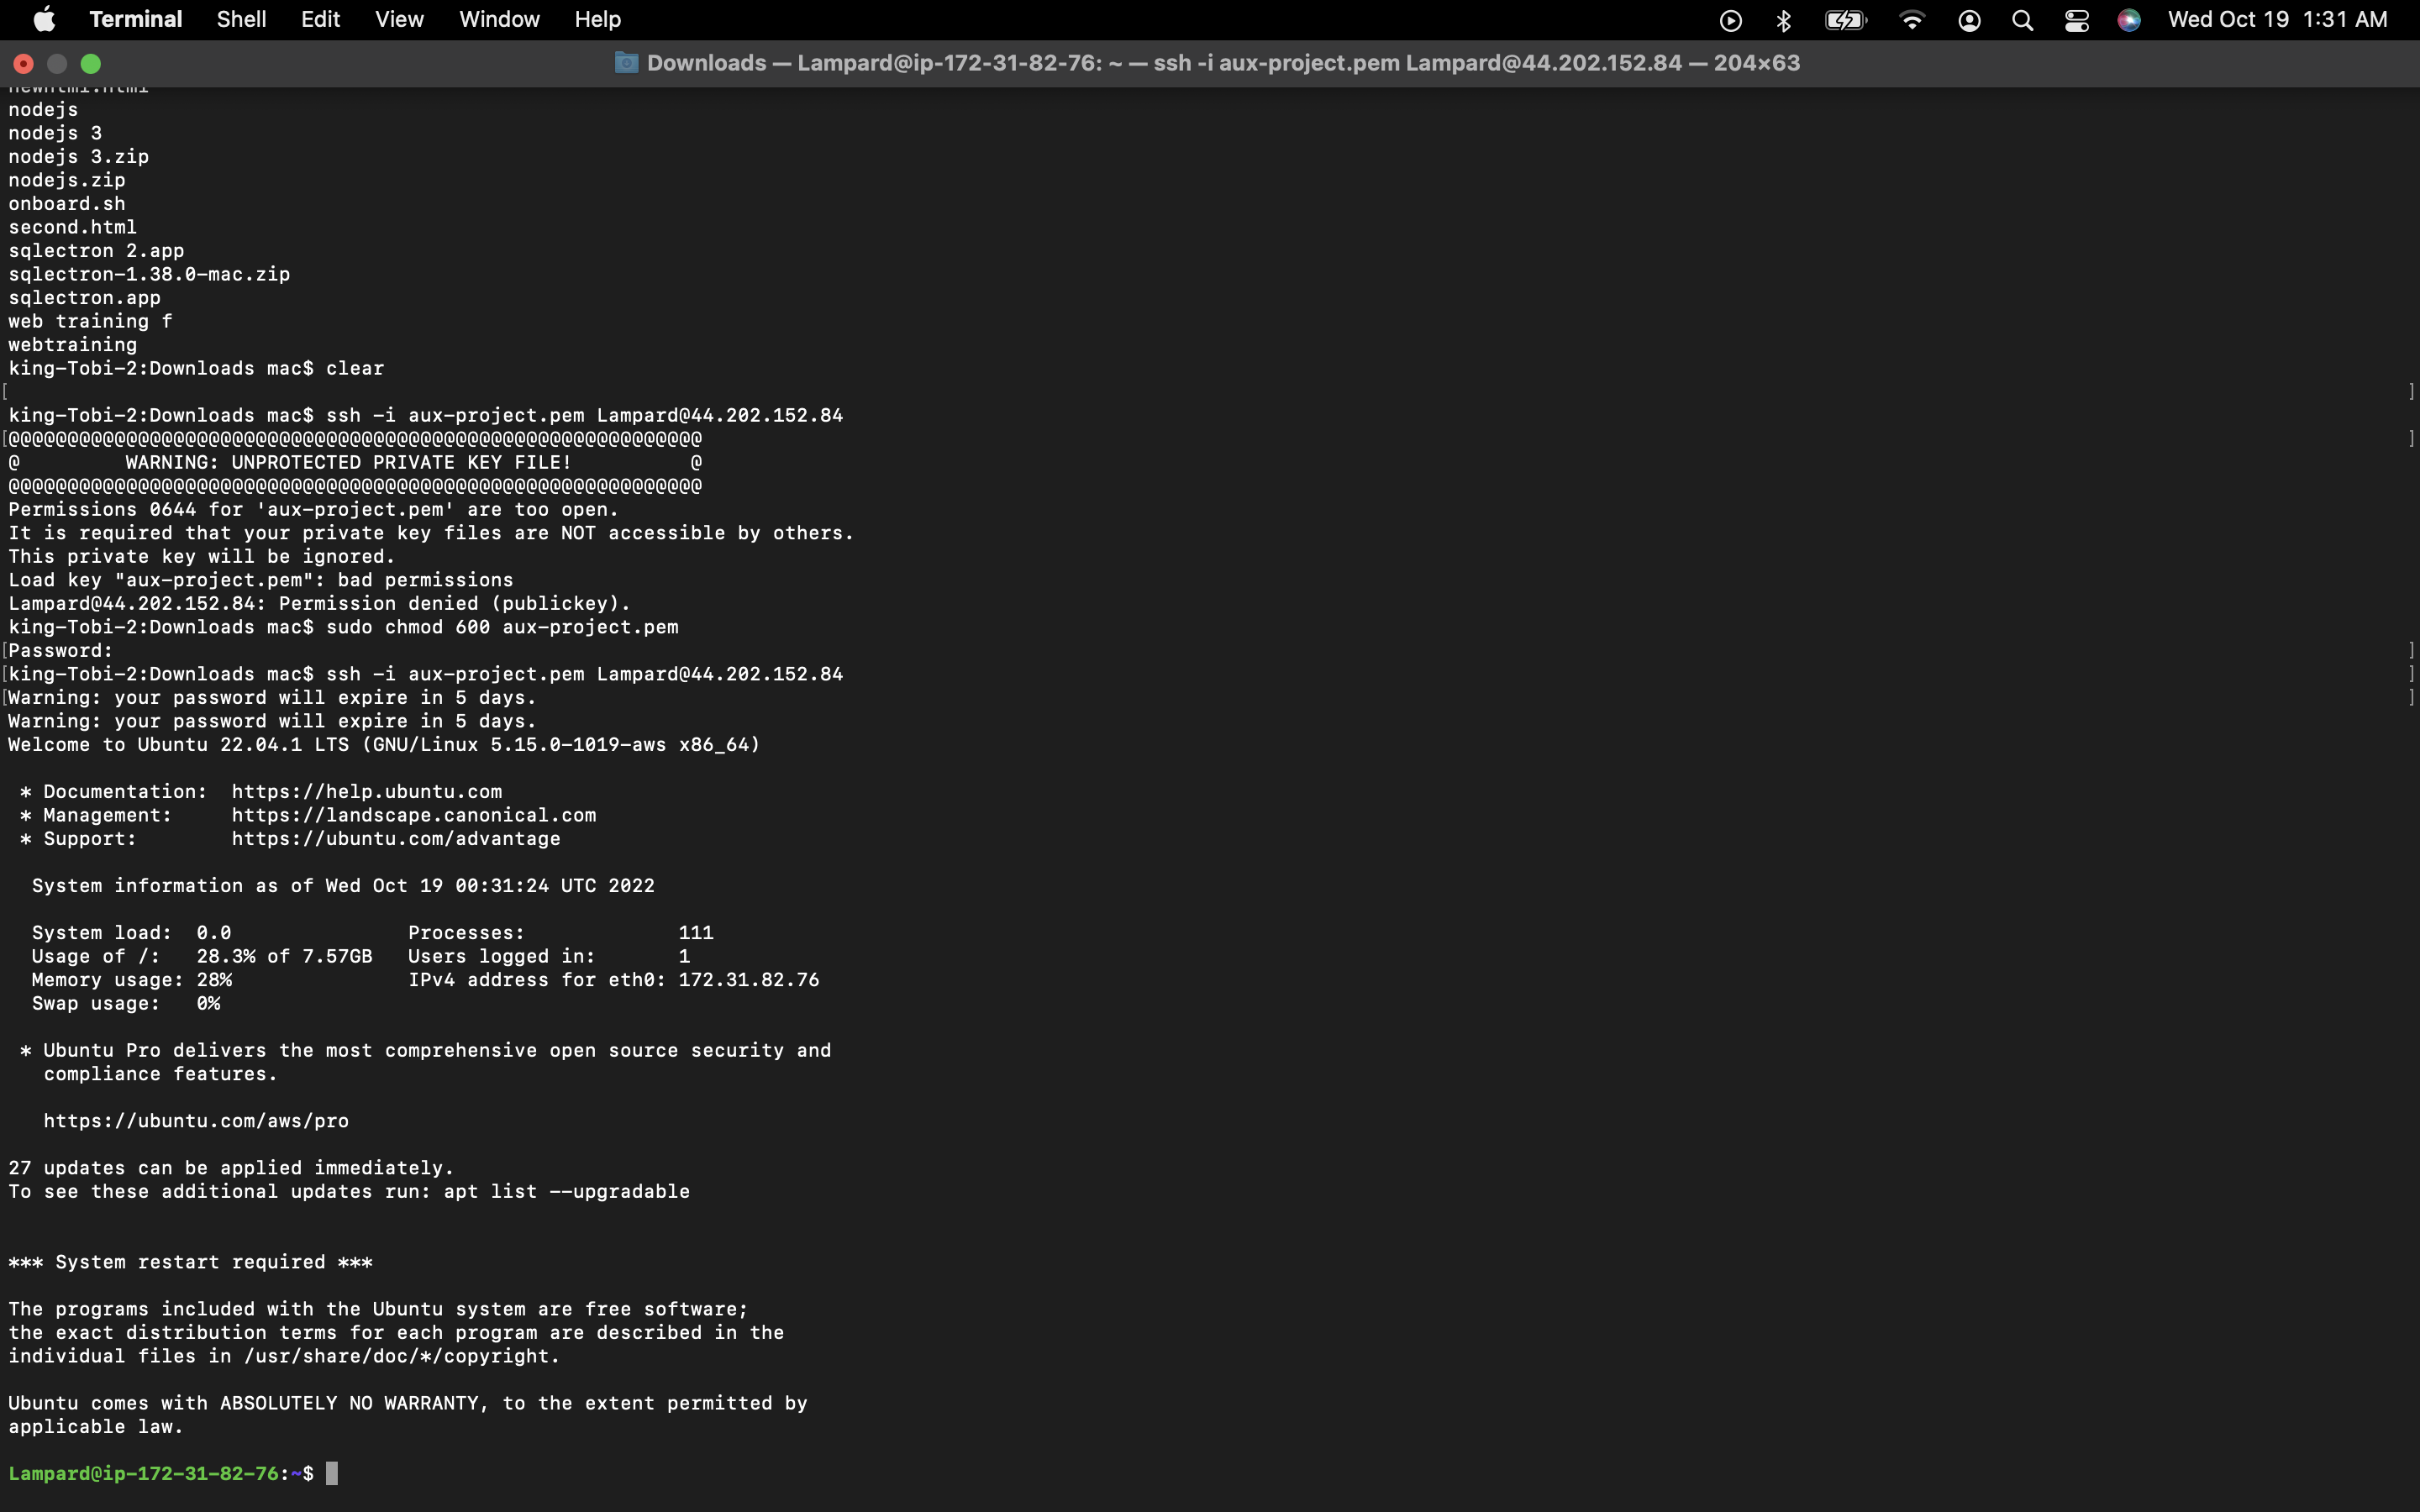 Terminal Shell Edit View Window Help Wed Oct 19 1:31 AM
Downloads — Lampard@ip-172-31-82-76: ~ — ssh -i aux-project.pem Lampard@44.202.152.84 — 204×63
newhtml.html
nodejs
nodejs 3
nodejs 3.zip
nodejs.zip
onboard.sh
second.html
sqlectron 2.app
sqlectron-1.38.0-mac.zip
sqlectron.app
web training f
webtraining
king-Tobi-2:Downloads mac$ clear
[ ]
king-Tobi-2:Downloads mac$ ssh -i aux-project.pem Lampard@44.202.152.84
[@@@@@@@@@@@@@@@@@@@@@@@@@@@@@@@@@@@@@@@@@@@@@@@@@@@@@@@@@@@ ]
@         WARNING: UNPROTECTED PRIVATE KEY FILE!          @
@@@@@@@@@@@@@@@@@@@@@@@@@@@@@@@@@@@@@@@@@@@@@@@@@@@@@@@@@@@
Permissions 0644 for 'aux-project.pem' are too open.
It is required that your private key files are NOT accessible by others.
This private key will be ignored.
Load key "aux-project.pem": bad permissions
Lampard@44.202.152.84: Permission denied (publickey).
king-Tobi-2:Downloads mac$ sudo chmod 600 aux-project.pem
[Password: ]
[king-Tobi-2:Downloads mac$ ssh -i aux-project.pem Lampard@44.202.152.84 ]
[Warning: your password will expire in 5 days. ]
Warning: your password will expire in 5 days.
Welcome to Ubuntu 22.04.1 LTS (GNU/Linux 5.15.0-1019-aws x86_64)
* Documentation:  https://help.ubuntu.com
* Management:     https://landscape.canonical.com
* Support:        https://ubuntu.com/advantage
System information as of Wed Oct 19 00:31:24 UTC 2022
System load:  0.0               Processes:             111
Usage of /:   28.3% of 7.57GB   Users logged in:       1
Memory usage: 28%               IPv4 address for eth0: 172.31.82.76
Swap usage:   0%
* Ubuntu Pro delivers the most comprehensive open source security and
compliance features.
https://ubuntu.com/aws/pro
27 updates can be applied immediately.
To see these additional updates run: apt list --upgradable
*** System restart required ***
The programs included with the Ubuntu system are free software;
the exact distribution terms for each program are described in the
individual files in /usr/share/doc/*/copyright.
Ubuntu comes with ABSOLUTELY NO WARRANTY, to the extent permitted by
applicable law.
Lampard@ip-172-31-82-76:~$